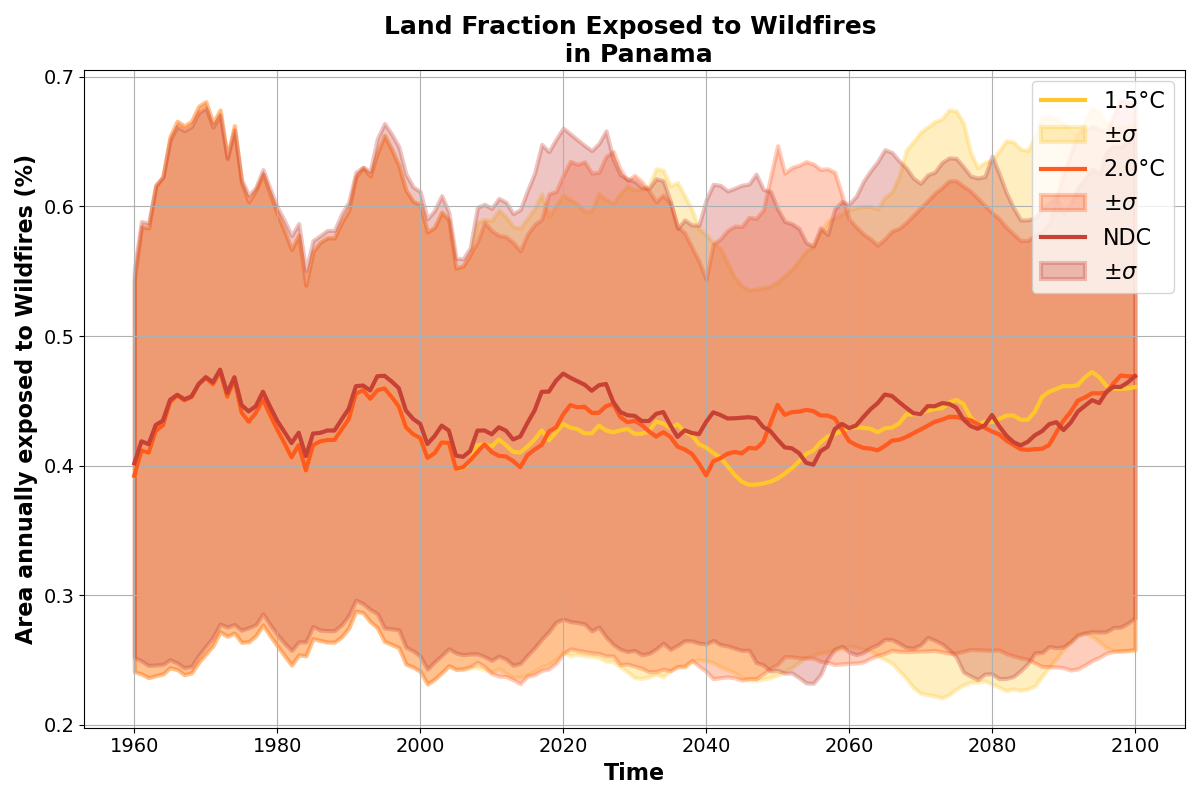 Land Fraction Exposed to Wildfires
in Panama
Area annually exposed to Wildfires (%)
0.7
0.6
0.5
0.4
0.3
0.2
1.5°C
±σ
2.0°C
±σ
NDC
±σ
1960 1980 2000 2020 2040 2060 2080 2100
Time